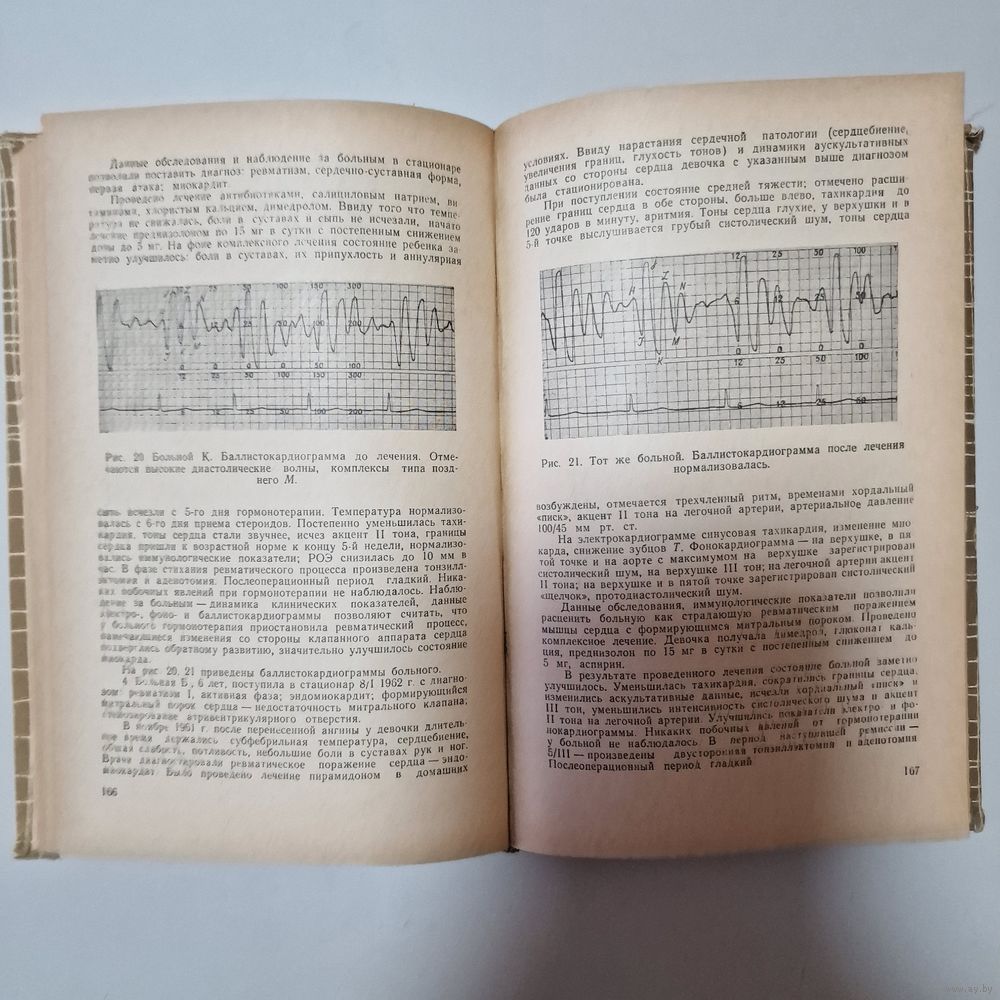 Данные обследования и наблюдение за больным в стационаре
позволили поставить диагноз: ревматизм, сердечно-суставная форма,
первая атака; миокардит.
Проведено лечение антибиотиками, салициловым натрием, ви
таминами, хлористым кальцием, димедролом. Ввиду того что темпе-
ратура не снижалась, боли в суставах и сыпь не исчезали, начато
лечение преднизолоном по 15 мг в сутки с постепенным снижением
дозы до 5 мг. На фоне комплексного лечения состояние ребенка за-
метно улучшилось: боли в суставах, их припухлость и аннулярная
Рис. 20 Больной К. Баллистокардиограмма до лечения. Отме-
чаются высокие диастолические волны, комплексы типа позд-
него М.
сыпь исчезли с 5-го дня гормонотерапии. Температура нормализо-
валась с 6-го дня приема стероидов. Постепенно уменьшилась тахи-
кардия, тоны сердца стали звучнее, исчез акцент II тона, границы
сердца пришли к возрастной норме к концу 5-й недели, нормализо-
вались иммунологические показатели; РОЭ снизилась до 10 мм в
час. В фазе стихания ревматического процесса произведена тонзилл-
эктомия и аденотомия. Послеоперационный период гладкий. Ника-
ких побочных явлений при гормонотерапии не наблюдалось. Наблю-
дение за больным — динамика клинических показателей, данные
электро-, фоно- и баллистокардиограммы позволяют считать, что
у больного гормонотерапия приостановила ревматический процесс,
намечавшиеся изменения со стороны клапанного аппарата сердца
подверглись обратному развитию, значительно улучшилось состояние
миокарда.
На рис. 20, 21 приведены баллистокардиограммы больного.
4 Больная Б., 6 лет, поступила в стационар 8/I 1962 г. с диагно-
зом: ревматизм I, активная фаза; эндомиокардит; формирующийся
митральный порок сердца — недостаточность митрального клапана;
стенозирование атривентрикулярного отверстия.
В ноябре 1961 г. после перенесенной ангины у девочки длитель-
ное время держались субфебрильная температура, сердцебиение,
общая слабость, потливость, небольшие боли в суставах рук и ног.
Врачи диагностировали ревматическое поражение сердца — эндо-
миокардит. Было проведено лечение пирамидоном в домашних
166
условиях. Ввиду нарастания сердечной патологии (сердцебиение,
увеличения границ, глухость тонов) и динамики аускультативных
данных со стороны сердца девочка с указанным выше диагнозом
была стационирована.
При поступлении состояние средней тяжести; отмечено расши-
рение границ сердца в обе стороны, больше влево, тахикардия до
120 ударов в минуту, аритмия. Тоны сердца глухие, у верхушки и в
5-й точке выслушивается грубый систолический шум, тоны сердца
Рис. 21. Тот же больной. Баллистокардиограмма после лечения
нормализовалась.
возбуждены, отмечается трехчленный ритм, временами хордальный
«писк», акцент II тона на легочной артерии, артериальное давление
100/45 мм рт. ст.
На электрокардиограмме синусовая тахикардия, изменение мио
карда, снижение зубцов Т. Фонокардиограмма — на верхушке, в пя
той точке и на аорте с максимумом на верхушке зарегистрирован
систолический шум, на верхушке III тон; на легочной артерии акцент
II тона; на верхушке и в пятой точке зарегистрирован систолический
«щелчок», протодиастолический шум.
Данные обследования, иммунологические показатели позволили
расценить больную как страдающую ревматическим поражением
мышцы сердца с формирующимся митральным пороком. Проведено
комплексное лечение. Девочка получала димедрол, глюконат каль-
ция, преднизолон по 15 мг в сутки с постепенным снижением до
5 мг, аспирин.
В результате проведенного лечения состояние больной заметно
улучшилось. Уменьшилась тахикардия, сократились границы сердца,
изменились аскультативные данные, исчезли хордальный «писк» и
III тон, уменьшились интенсивность систолического шума и акцент
II тона на легочной артерии. Улучшились показатели электро- и фо-
нокардиограммы. Никаких побочных явлений от гормонотерапии
у больной не наблюдалось. В период наступившей ремиссии —
5/III — произведены двусторонняя тонзиллэктомия и аденотомия
Послеоперационный период гладкий
167
www.ay.by